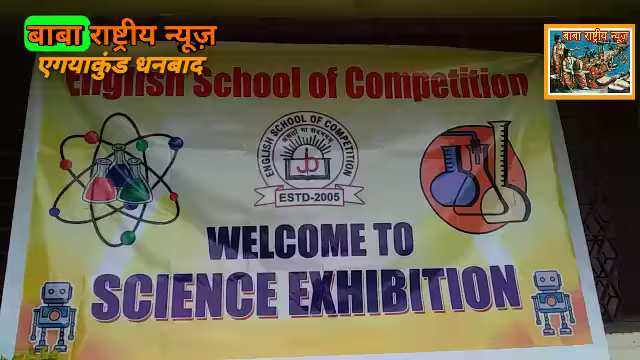 बाबा राष्ट्रीय न्यूज़
एगयाकुंड धनबाद
बाबा राष्ट्रीय न्यूज़
English School of Competition
ENGLISH SCHOOL OF COMPETITION
ESTD-2005
WELCOME TO
SCIENCE EXHIBITION